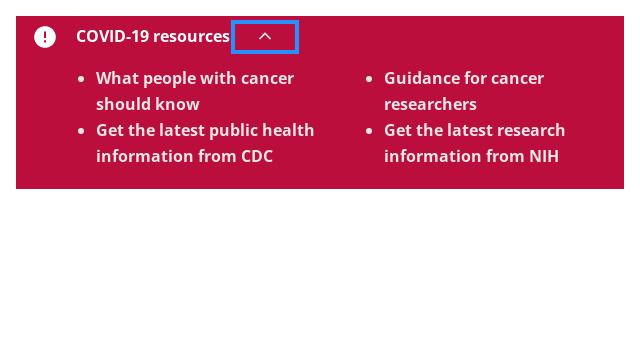 COVID-19 resources
What people with cancer
should know
Get the latest public health
information from CDC
Guidance for cancer
researchers
Get the latest research
information from NIH